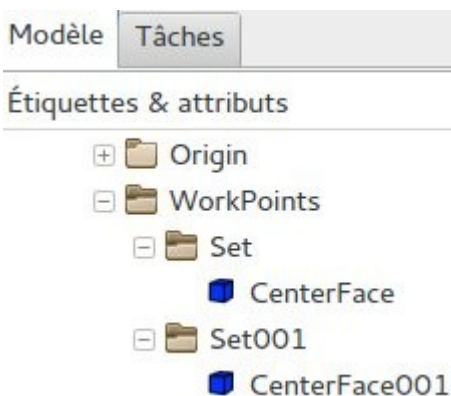 Modèle Tâches
Étiquettes & attributs
Origin
WorkPoints
Set
CenterFace
Set001
CenterFace001